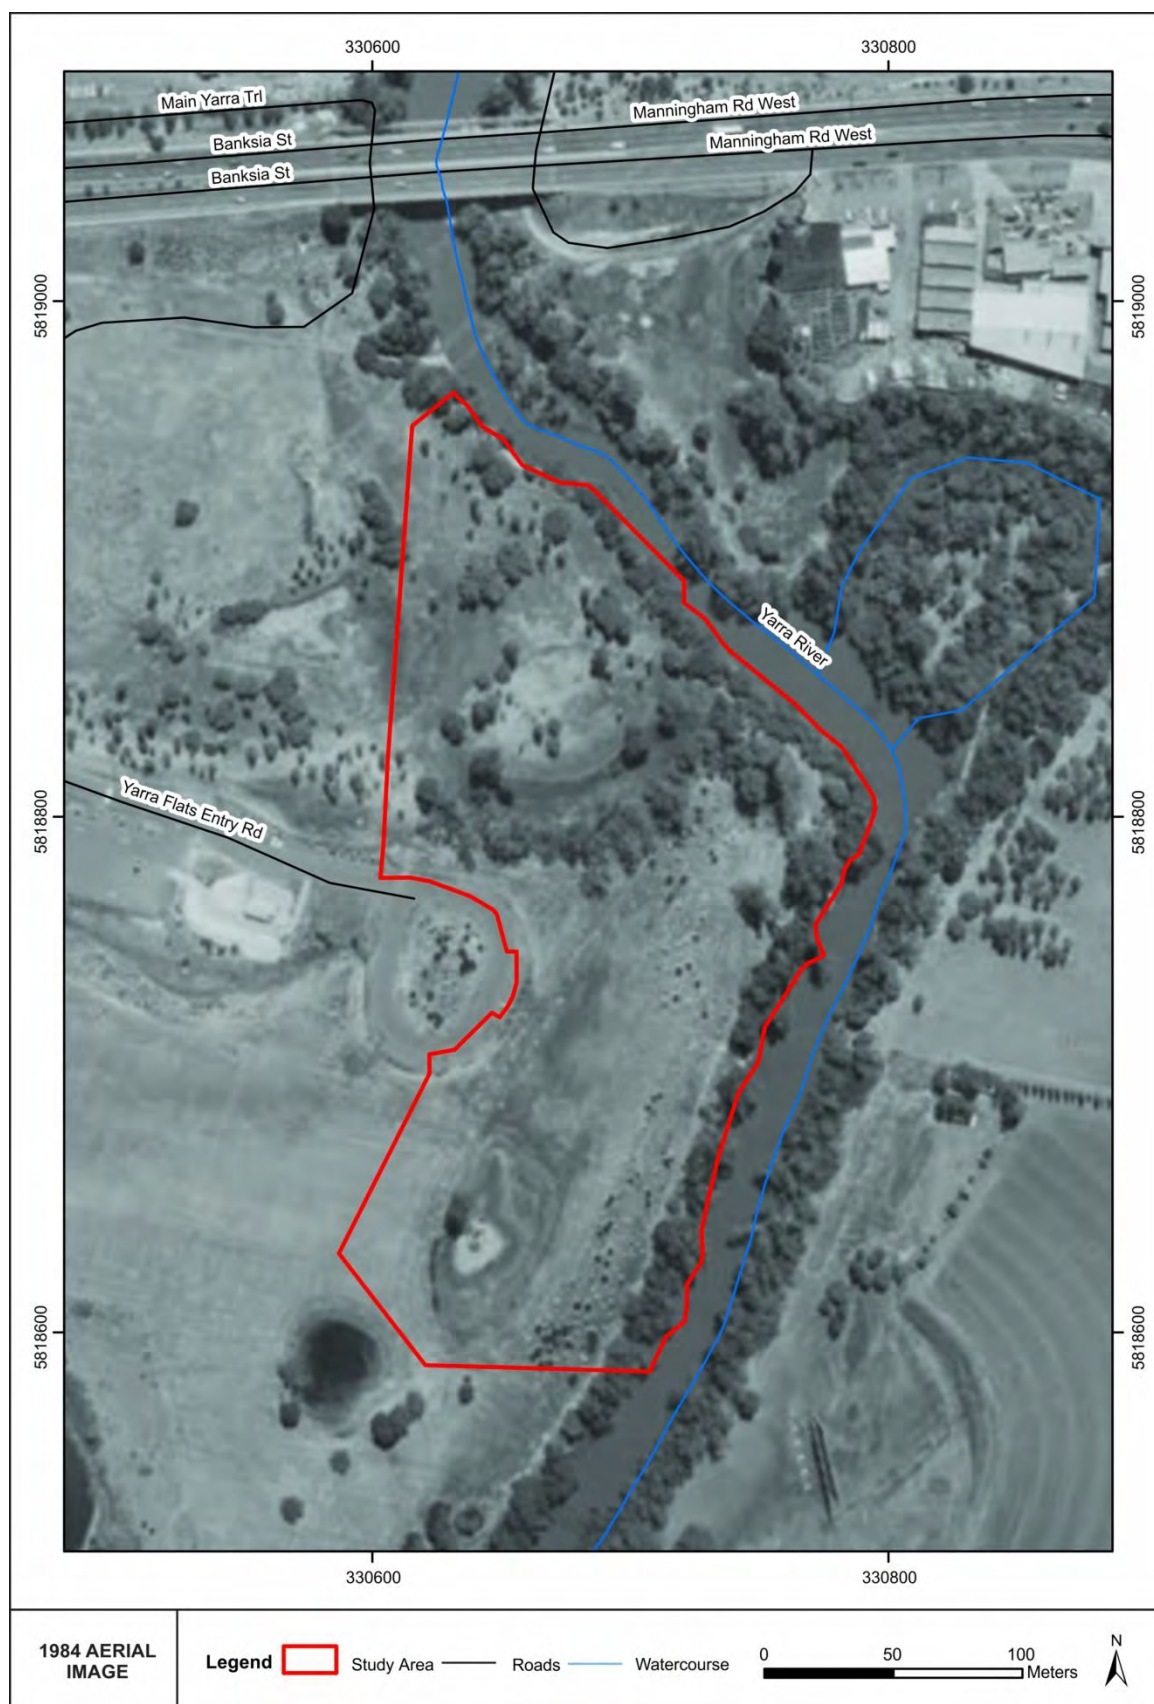 330600
330800
Main Yarra Trl
Manningham Rd West
Banksia St
Manningham Rd West
Banksia St
5819000
5819000
Yarra River
Yarra Flats Entry Rd
5818800
5818800
5818600
5818600
330600
330800
1984 AERIAL
IMAGE
Legend
Study Area
Roads
Watercourse
0
50
100
Meters
N